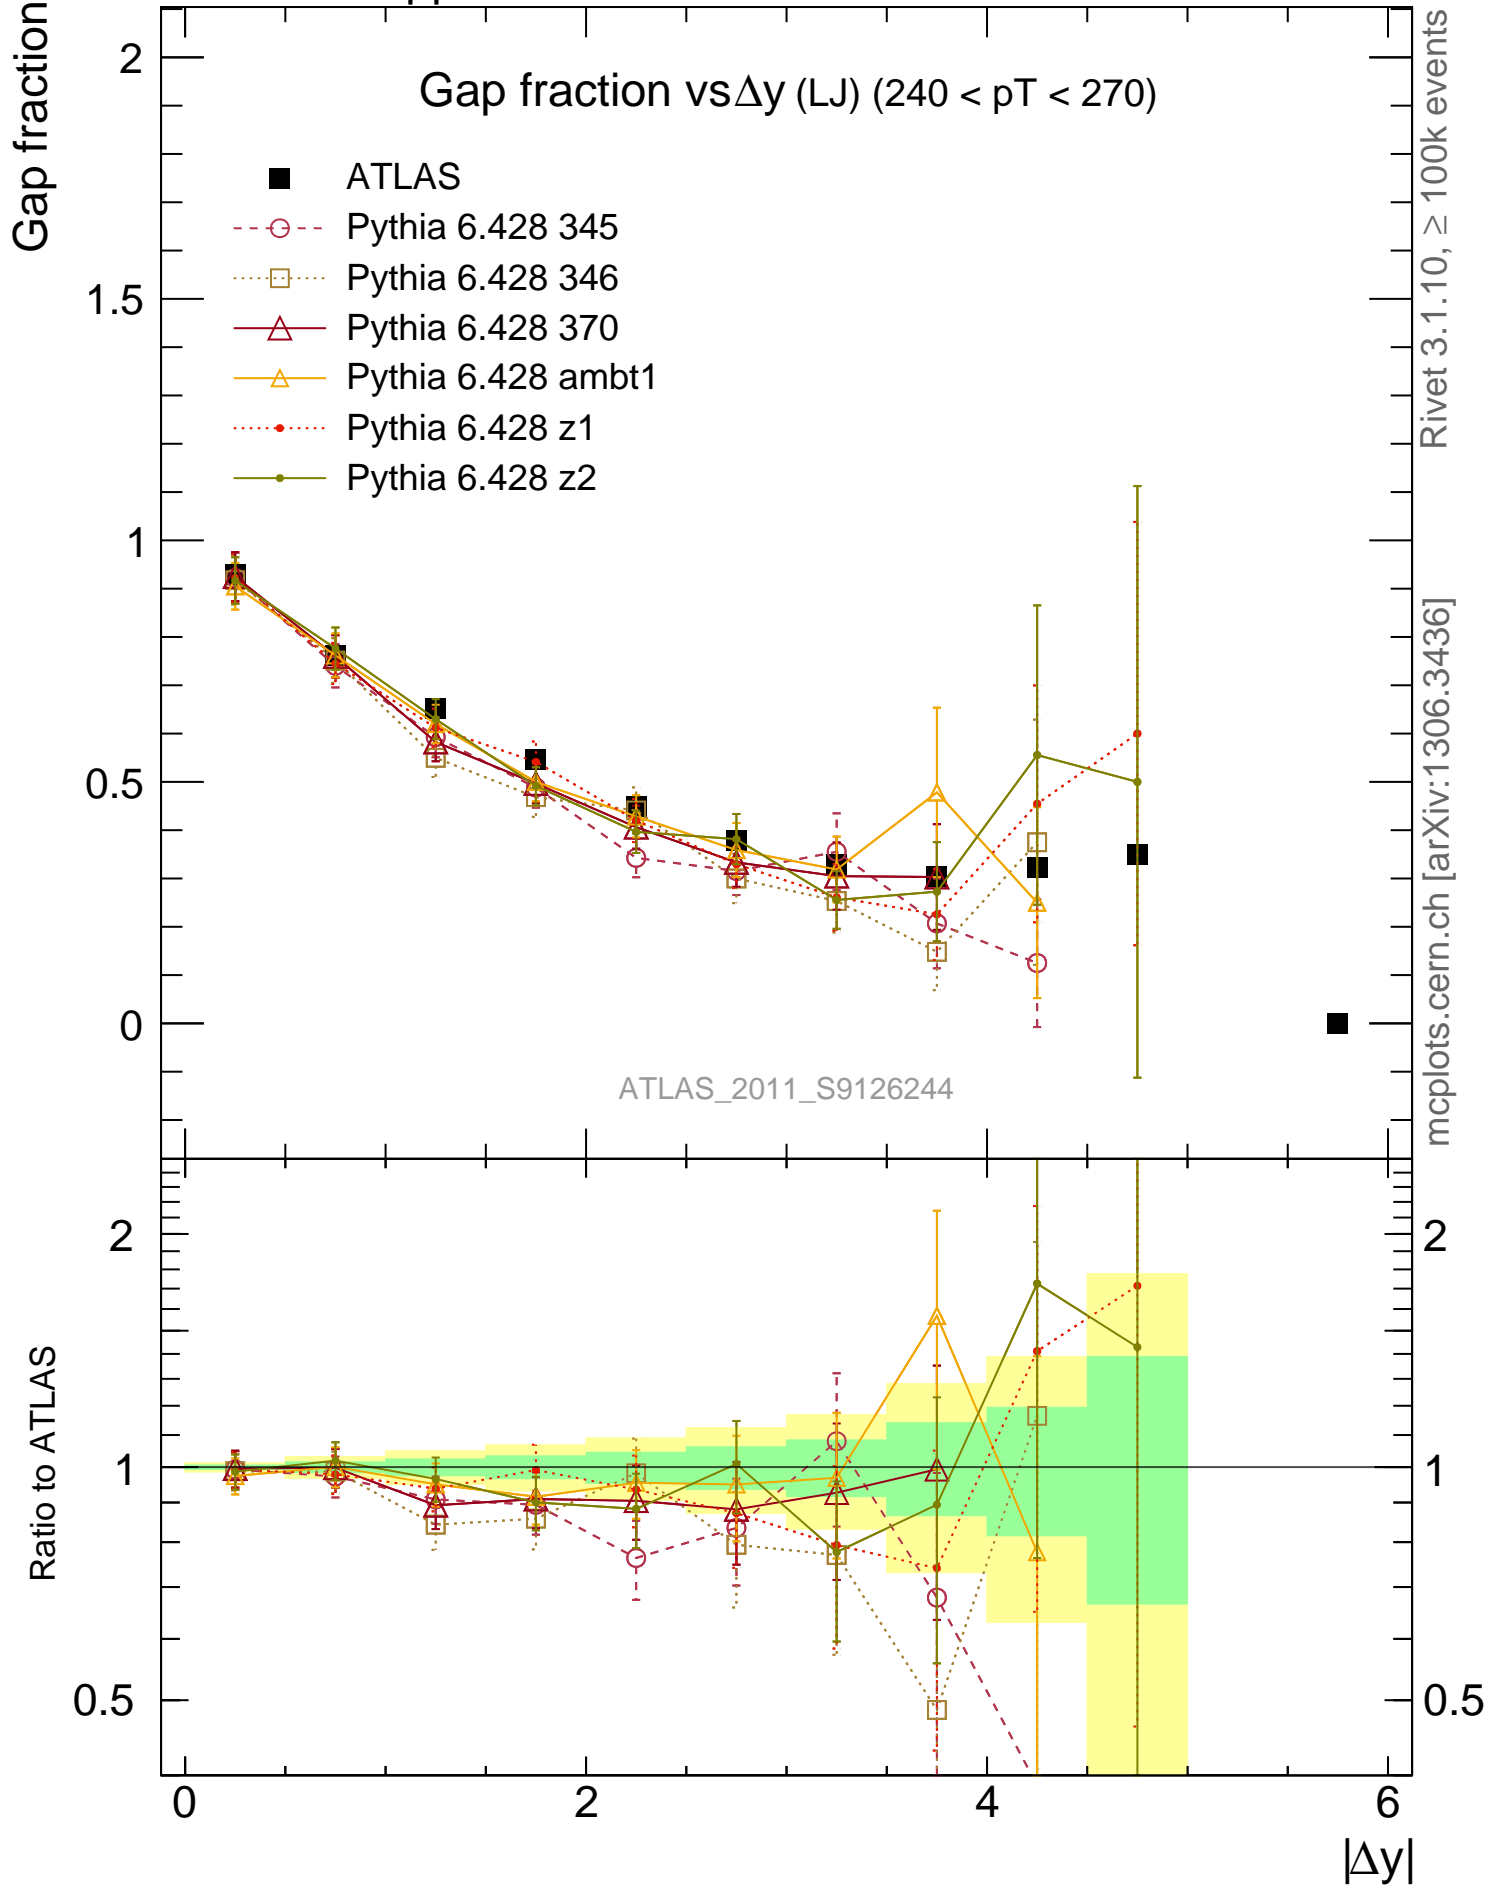 Gap fraction
Gap fraction vsΔy (LJ) (240 < pT < 270)
ATLAS
Pythia 6.428 345
Pythia 6.428 346
Pythia 6.428 370
Pythia 6.428 ambt1
Pythia 6.428 z1
Pythia 6.428 z2
2
1.5
1
0.5
0
ATLAS_2011_S9126244
Rivet 3.1.10, ≥ 100k events
mcplots.cern.ch [arXiv:1306.3436]
Ratio to ATLAS
2
1
0.5
2
1
0.5
0
2
4
6
|Δy|